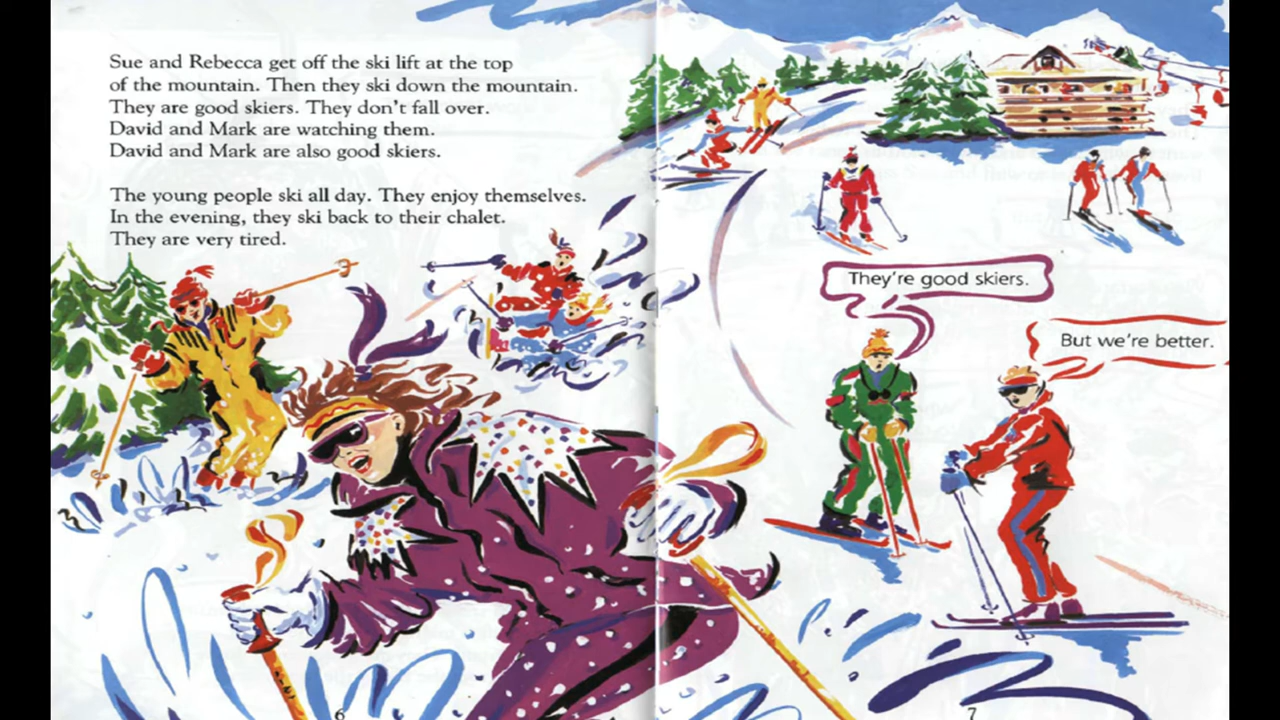 Sue and Rebecca get off the ski lift at the top
of the mountain. Then they ski down the mountain.
They are good skiers. They don't fall over.
David and Mark are watching them.
David and Mark are also good skiers.
The young people ski all day. They enjoy themselves.
In the evening, they ski back to their chalet.
They are very tired.
They're good skiers.
But we're better.
6
7